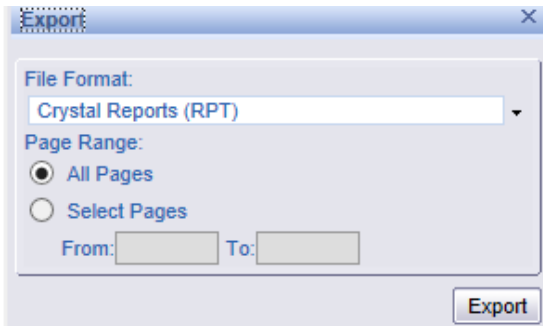 Export
File Format:
Crystal Reports (RPT)
Page Range:
All Pages
Select Pages
From: To:
Export